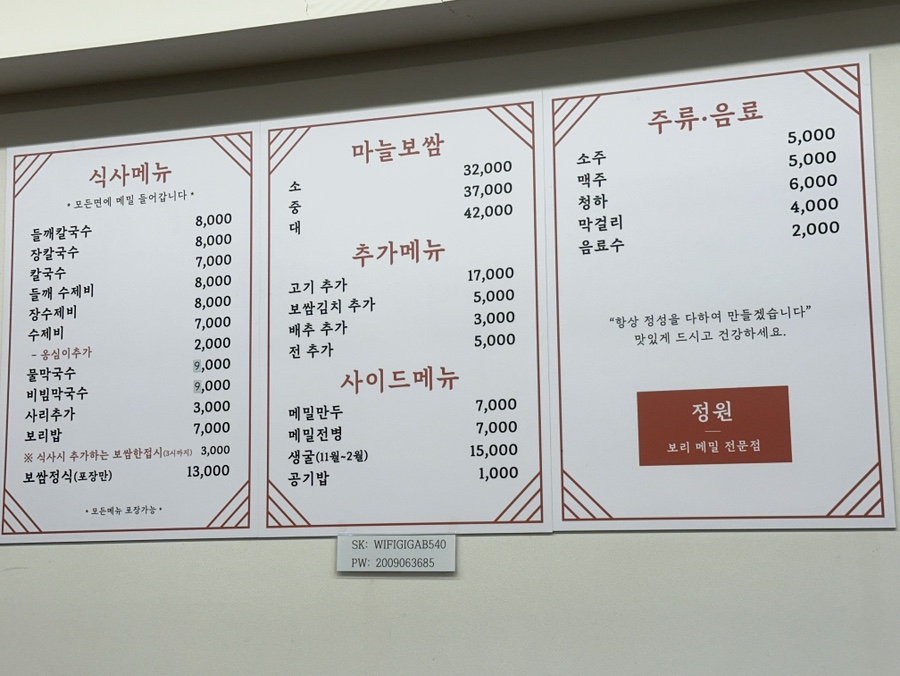 식사메뉴
* 모든면에 메밀 들어갑니다 *
들깨칼국수 8,000
장칼국수 8,000
칼국수 7,000
들깨 수제비 8,000
장수제비 8,000
수제비 7,000
- 옹심이추가 2,000
물막국수 9,000
비빔막국수 9,000
사리추가 3,000
보리밥 7,000
※ 식사시 추가하는 보쌈한접시(3시까지) 3,000
보쌈정식(포장만) 13,000
* 모든메뉴 포장가능 *
마늘보쌈
소 32,000
중 37,000
대 42,000
추가메뉴
고기 추가 17,000
보쌈김치 추가 5,000
배추 추가 3,000
전 추가 5,000
사이드메뉴
메밀만두 7,000
메밀전병 7,000
생굴(11월~2월) 15,000
공기밥 1,000
주류·음료
소주 5,000
맥주 5,000
청하 6,000
막걸리 4,000
음료수 2,000
“항상 정성을 다하여 만들겠습니다”
맛있게 드시고 건강하세요.
정원
보리 메밀 전문점
SK: WIFIGIGAB540
PW: 2009063685